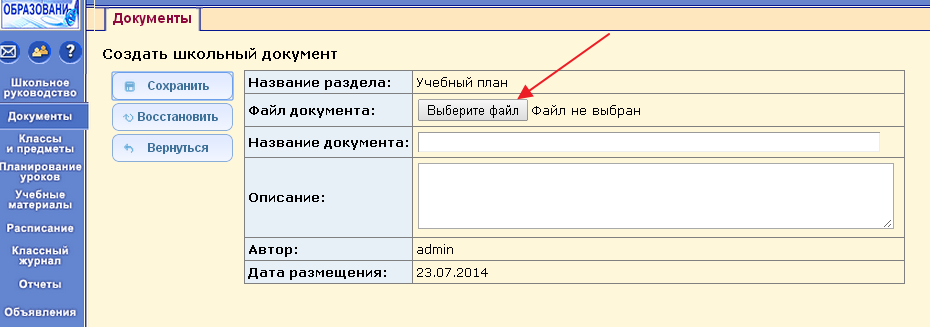 ОБРАЗОВАНИ
?
Школьное
руководство
Документы
Классы
и предметы
Планирование
уроков
Учебные
материалы
Расписание
Классный
журнал
Отчеты
Объявления
Документы
Создать школьный документ
Сохранить
Восстановить
Вернуться
Название раздела: Учебный план
Файл документа: Выберите файл Файл не выбран
Название документа:
Описание:
Автор: admin
Дата размещения: 23.07.2014